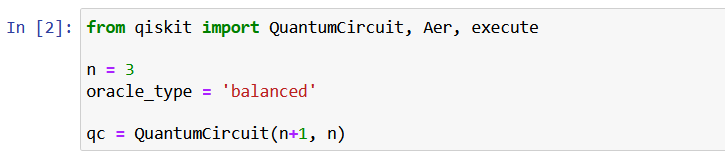 In [2]: from qiskit import QuantumCircuit, Aer, execute
n = 3
oracle_type = 'balanced'
qc = QuantumCircuit(n+1, n)